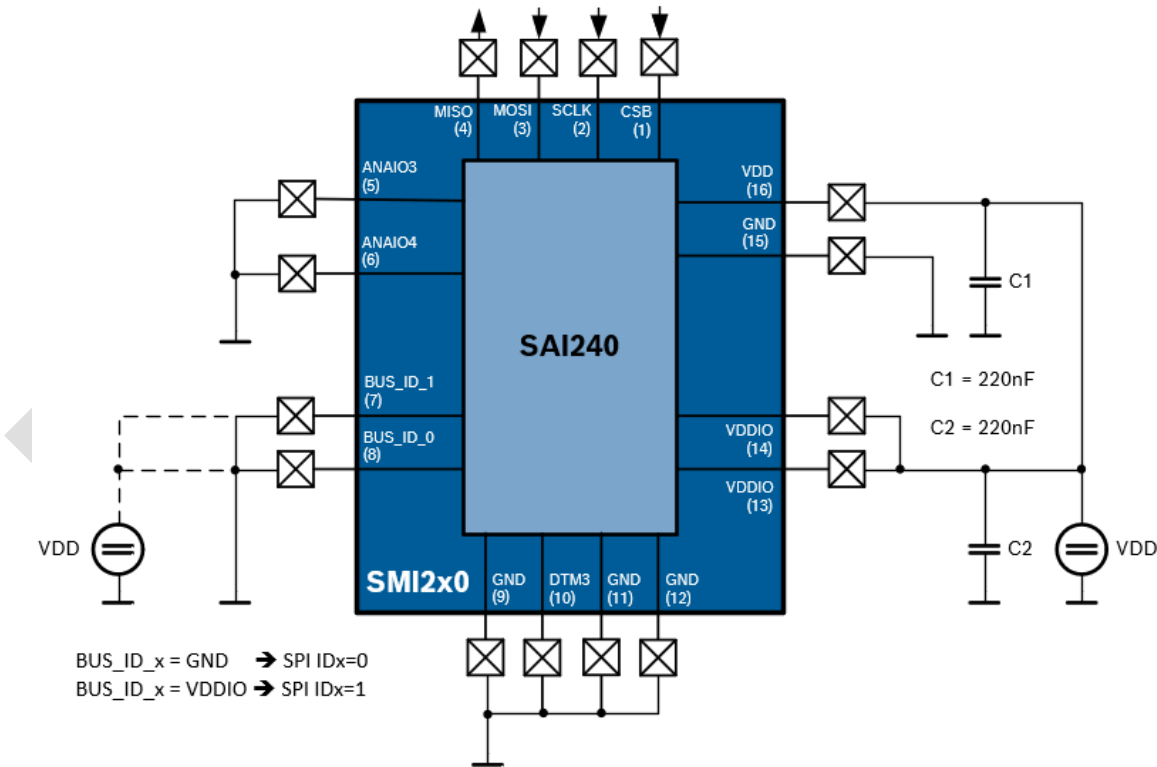 MISO
(4)
MOSI
(3)
SCLK
(2)
CSB
(1)
ANAIO3
(5)
VDD
(16)
GND
(15)
ANAIO4
(6)
C1
SAI240
C1 = 220nF
BUS_ID_1
(7)
C2 = 220nF
BUS_ID_0
(8)
VDDIO
(14)
VDDIO
(13)
VDD
C2
VDD
SMI2x0
GND
(9)
DTM3
(10)
GND
(11)
GND
(12)
BUS_ID_x = GND ➔ SPI IDx=0
BUS_ID_x = VDDIO ➔ SPI IDx=1